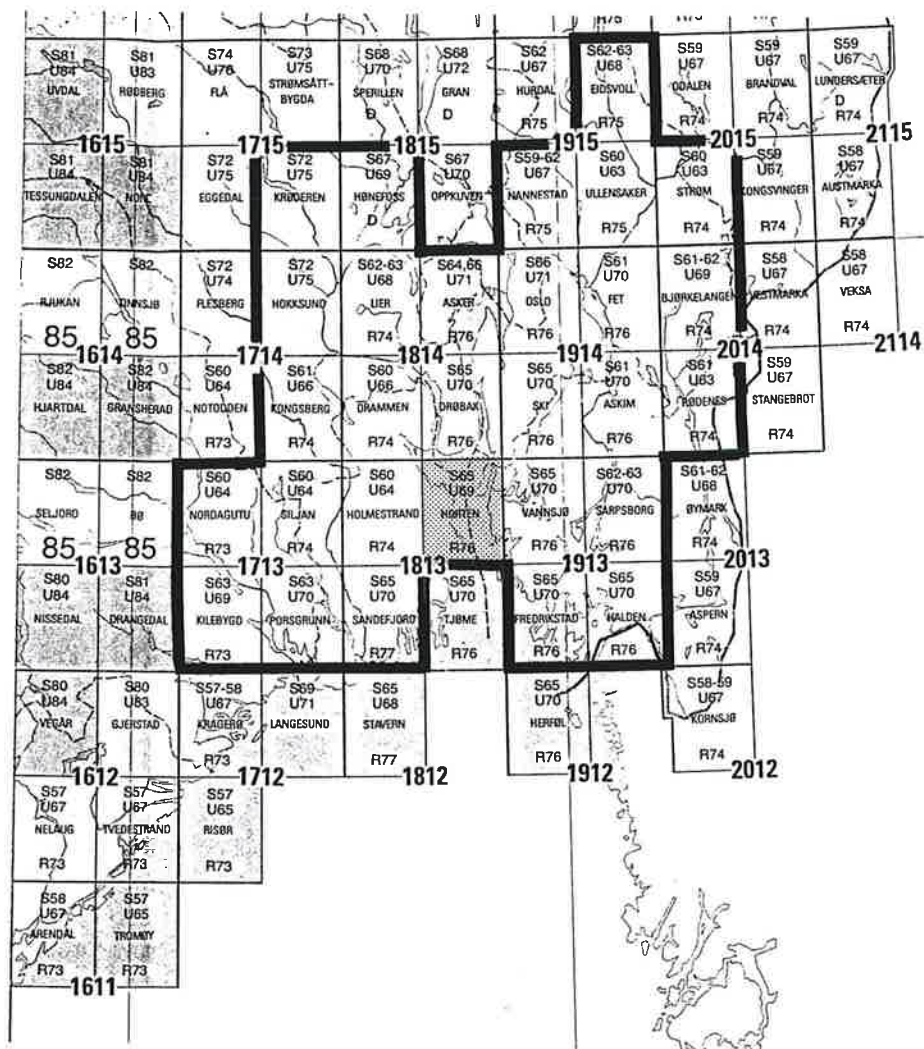 R75 R75 R74
S81 S81 S74 S73 S68 S68 S62 S62-63 S59 S59 S59
U84 U83 U76 U75 U70 U72 U67 U68 U67 U67 U67
UVDAL RØDBERG FLÅ STRØMSÅTT- SPERILLEN GRAN HURDAL EIDSVOLL ODALEN BRANDVAL LUNDERSÆTER
BYGDA
D D R75 R75 R74 R74 D R74
1615 1715 1815 1915 2015 2115
S81 S81 S72 S72 S67 S67 S59-62 S60 S60 S59 S58
U84 U84 U75 U75 U69 U70 U67 U63 U63 U67 U67
TESSUNGDALEN NORE EGGEDAL KRØDEREN HØNEFOSS OPPKUVEN NANNESTAD ULLENSAKER STRØM KONGSVINGER AUSTMARKA
D R75 R75 R74 R74 R74
S82 S82 S72 S72 S62-63 S64,66 S66 S61 S61-62 S58 S58
U74 U75 U68 U71 U71 U70 U69 U67 U67
RJUKAN TINNSJØ FLESBERG HOKKSUND LIER ASKER OSLO FET BJØRKELANGEN VESTMARKA VEKSA
85 85 R74 R76 R76 R76 R74 R74 R74
1614 1714 1814 1914 2014 2114
S82 S82 S60 S61 S60 S65 S65 S61 S61 S59
U84 U84 U64 U66 U66 U70 U70 U70 U63 U67
HJARTDAL GRANSHERAD NOTODDEN KONGSBERG DRAMMEN DRØBAK SKI ASKIM RØDENES STANGEBROT
R73 R74 R74 R76 R76 R76 R74 R74
S82 S82 S60 S60 S60 S65 S65 S62-63 S61-62
U64 U64 U64 U69 U70 U70 U68
SELJORD BØ NORDAGUTU SILJAN HOLMESTRAND HORTEN VANNSJØ SARPSBORG ØYMARK
85 85 R73 R74 R74 R76 R76 R76 R74
1613 1713 1813 1913 2013
S80 S81 S63 S63 S65 S65 S65 S65 S59
U84 U84 U69 U70 U70 U70 U70 U70 U67
NISSEDAL DRANGEDAL KILEBYGD PORSGRUNN SANDEFJORD TJØME FREDRIKSTAD HALDEN ASPERN
R73 R77 R76 R76 R76 R74
S80 S80 S57-58 S69 S65 S65 S58-59
U84 U83 U67 U71 U68 U70 U67
VEGÅR GJERSTAD KRAGERØ LANGESUND STAVERN HERFØL KORNSJØ
R73 R77 R76 R74
1612 1712 1812 1912 2012
S57 S57 S57
U67 U67 U65
NELAUG TVEDESTRAND RISØR
R73 R73 R73
S58 S57
U67 U65
ARENDAL TROMØY
R73 R73
1611